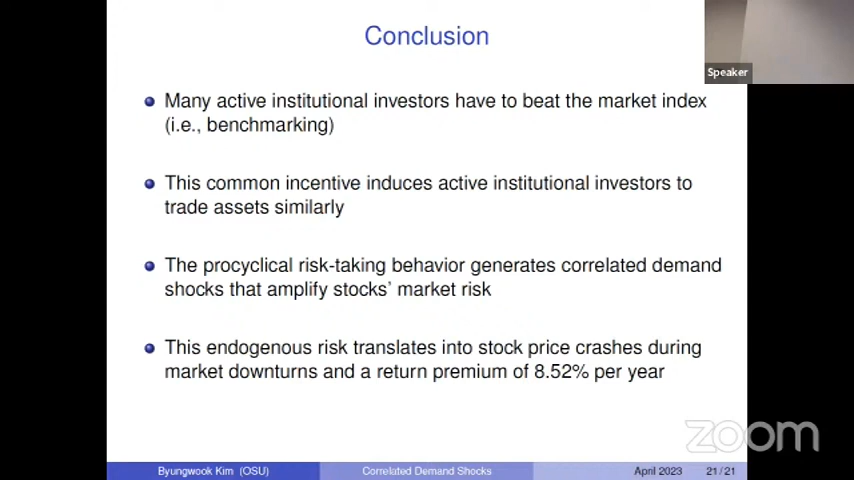 Conclusion
Speaker
Many active institutional investors have to beat the market index
(i.e., benchmarking)
This common incentive induces active institutional investors to
trade assets similarly
The procyclical risk-taking behavior generates correlated demand
shocks that amplify stocks' market risk
This endogenous risk translates into stock price crashes during
market downturns and a return premium of 8.52% per year
zoom
Byungwook Kim (OSU) Correlated Demand Shocks April 2023 21 / 21